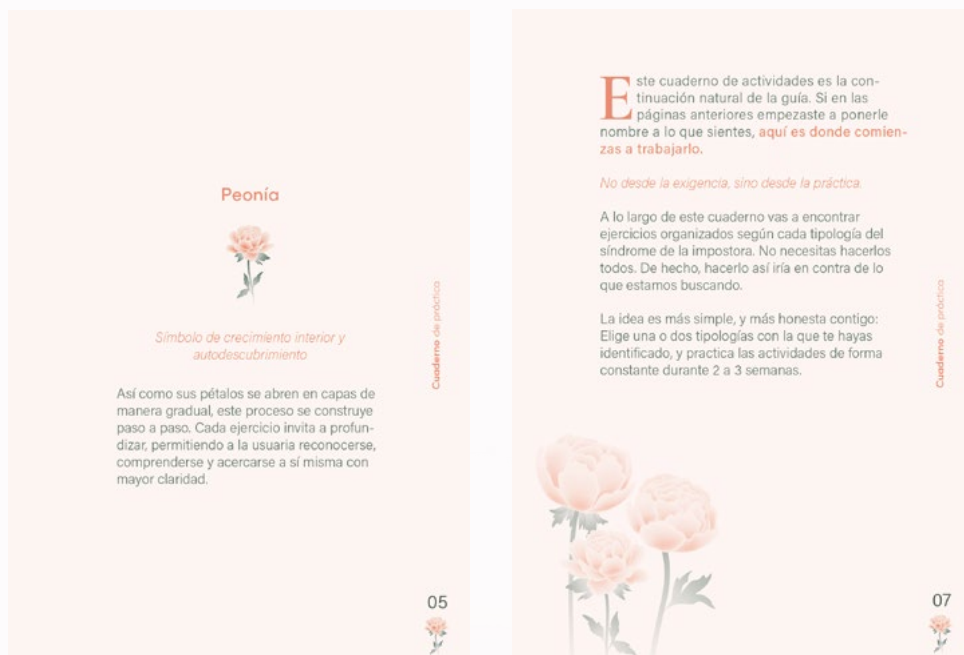 Peonía
Símbolo de crecimiento interior y
autodescubrimiento
Así como sus pétalos se abren en capas de
manera gradual, este proceso se construye
paso a paso. Cada ejercicio invita a profun-
dizar, permitiendo a la usuaria reconocerse,
comprenderse y acercarse a sí misma con
mayor claridad.
Cuaderno de práctica
05
Este cuaderno de actividades es la con-
tinuación natural de la guía. Si en las
páginas anteriores empezaste a ponerle
nombre a lo que sientes, aquí es donde comien-
zas a trabajarlo.
No desde la exigencia, sino desde la práctica.
A lo largo de este cuaderno vas a encontrar
ejercicios organizados según cada tipología del
síndrome de la impostora. No necesitas hacerlos
todos. De hecho, hacerlo así iría en contra de lo
que estamos buscando.
La idea es más simple, y más honesta contigo:
Elige una o dos tipologías con la que te hayas
identificado, y practica las actividades de forma
constante durante 2 a 3 semanas.
Cuaderno de práctica
07